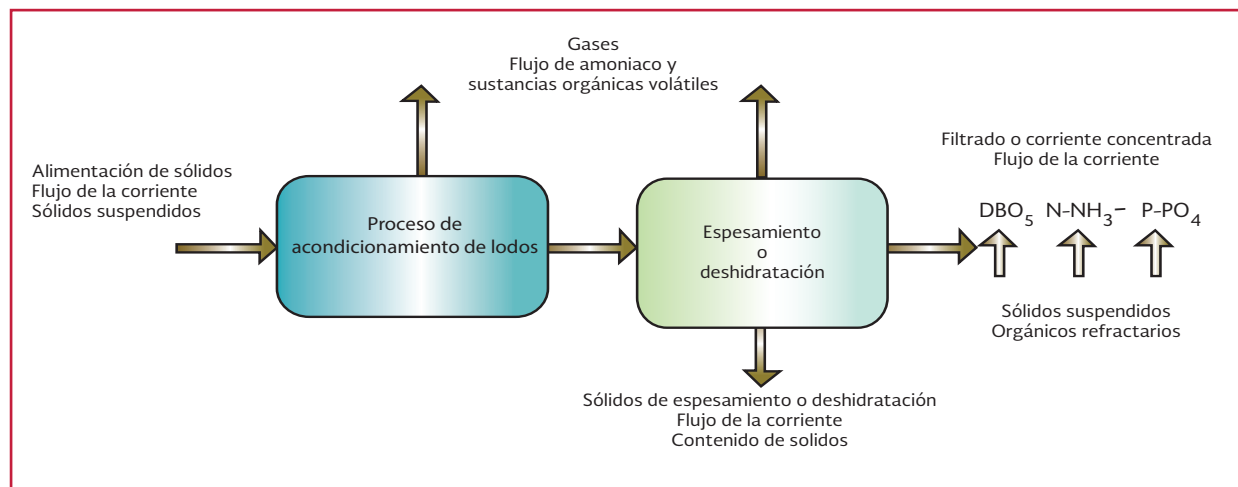 Gases
Flujo de amoniaco y
sustancias orgánicas volátiles
Alimentación de sólidos
Flujo de la corriente
Sólidos suspendidos
Proceso de
acondicionamiento de lodos
Espesamiento
o
deshidratación
Filtrado o corriente concentrada
Flujo de la corriente
DBO5 N-NH3– P-PO4
Sólidos suspendidos
Orgánicos refractarios
Sólidos de espesamiento o deshidratación
Flujo de la corriente
Contenido de solidos